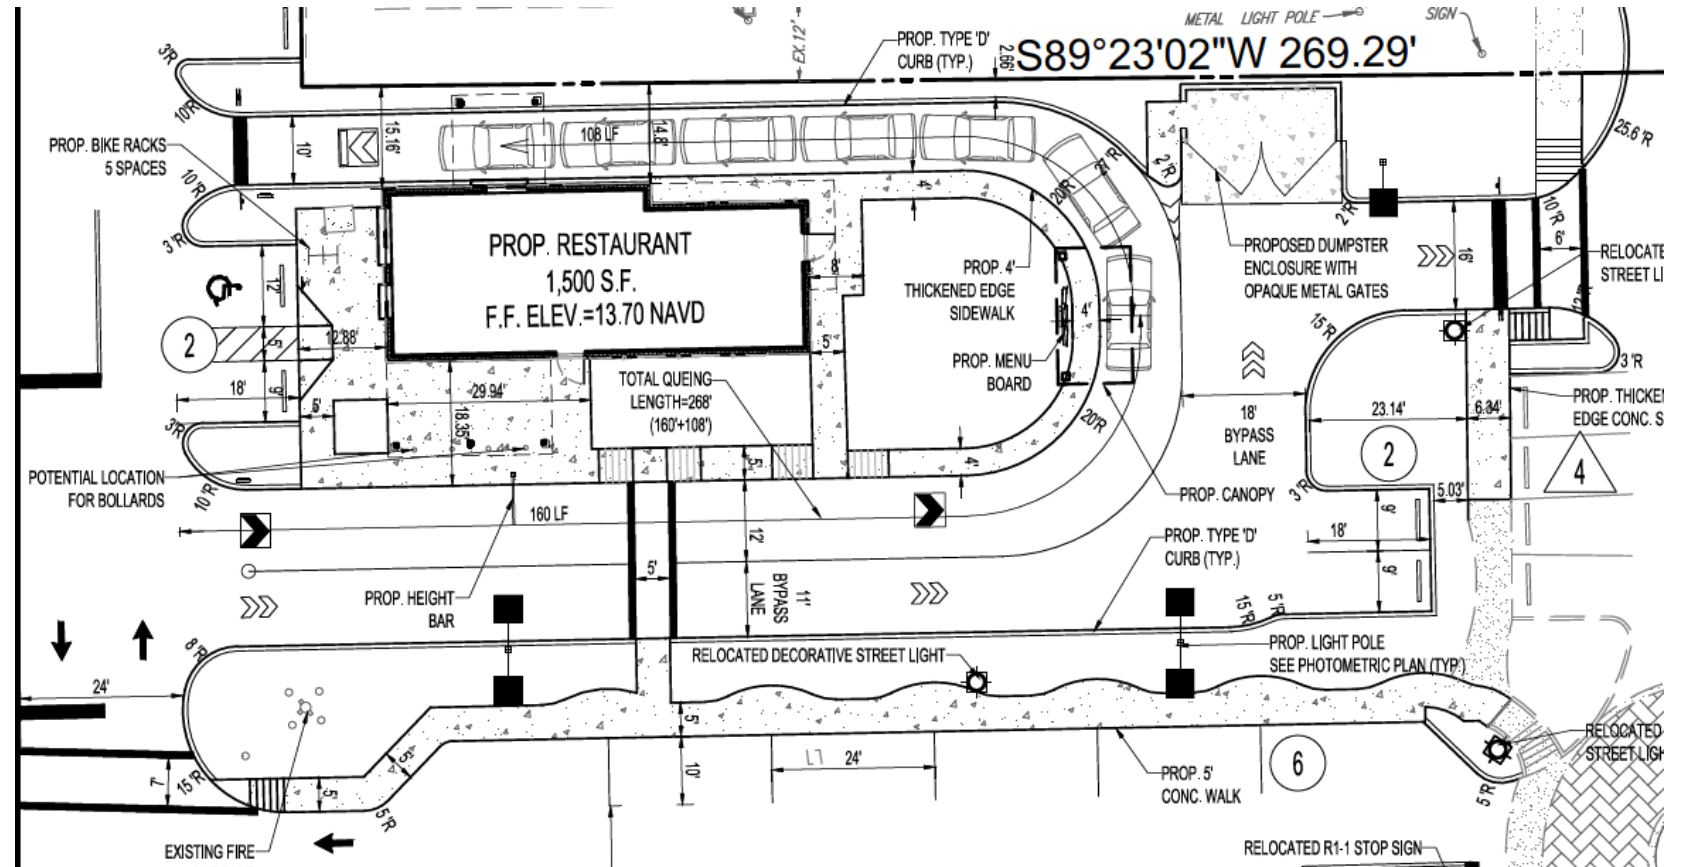 METAL LIGHT POLE
SIGN
EX.12'
PROP. TYPE 'D'
CURB (TYP.)
2.66'
S89°23'02"W 269.29'
3'R
10'R
PROP. BIKE RACKS
5 SPACES
10'
15.16'
108 LF
14.8'
27'R
20'R
2'R
25.6'R
10'R
3'R
4'
2'R
10'R
6'
16'
PROP. RESTAURANT
1,500 S.F.
F.F. ELEV.=13.70 NAVD
8'
PROP. 4'
THICKENED EDGE
SIDEWALK
PROPOSED DUMPSTER
ENCLOSURE WITH
OPAQUE METAL GATES
RELOCATE
STREET LI
12'
4'
15'R
2
12.88'
5'
5'
PROP. MENU
BOARD
3'R
18'
9'
5'
29.94'
18.35'
TOTAL QUEING
LENGTH=268'
(160'+108')
20'R
18'
BYPASS
LANE
23.14'
6.34'
PROP. THICKEN
EDGE CONC. S
3'R
2
4
POTENTIAL LOCATION
FOR BOLLARDS
10'R
5'
4'
PROP. CANOPY
3'R
5.03'
160 LF
12'
9'
18'
PROP. TYPE 'D'
CURB (TYP.)
5'
9'
PROP. HEIGHT
BAR
11'
BYPASS
LANE
15'R
5'R
8'R
RELOCATED DECORATIVE STREET LIGHT
PROP. LIGHT POLE
SEE PHOTOMETRIC PLAN (TYP.)
24'
5'
RELOCATED
STREET LIGH
5'
10'
L7
24'
6
7'
15'R
5'
5'R
PROP. 5'
CONC. WALK
5'R
EXISTING FIRE
RELOCATED R1-1 STOP SIGN